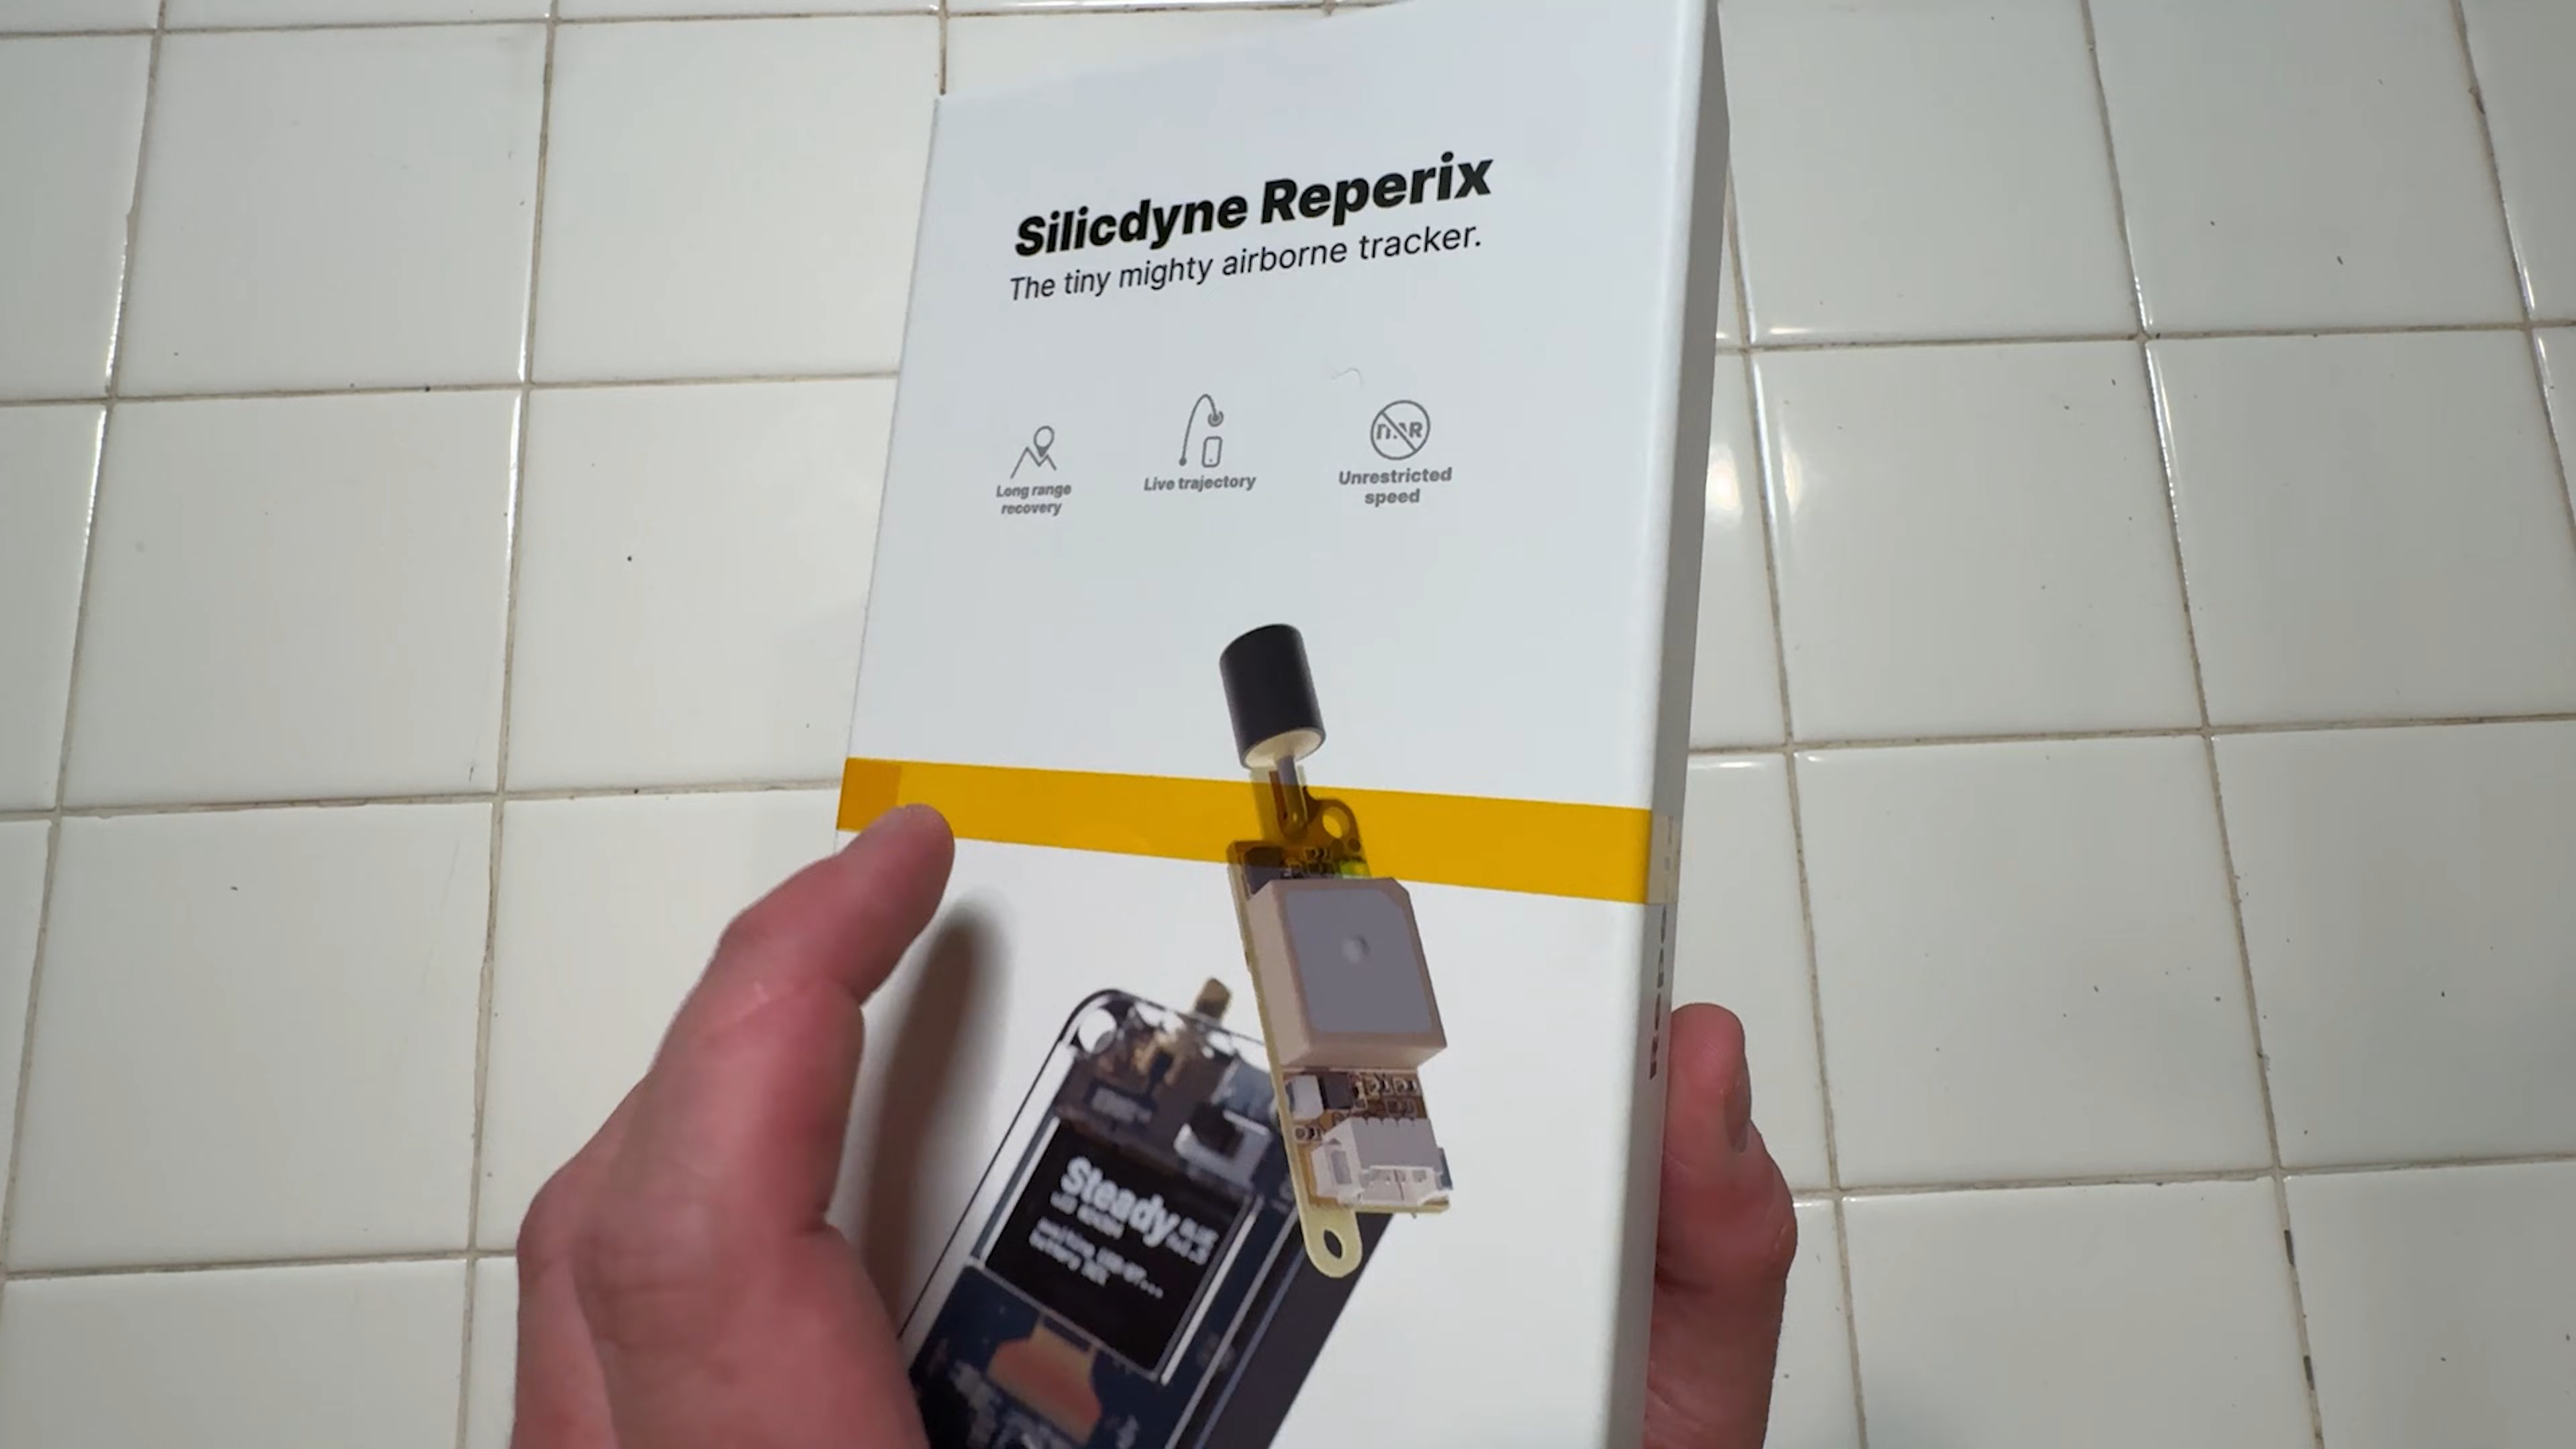 Silicdyne Reperix
The tiny mighty airborne tracker.
Long range
recovery
Live trajectory
Unrestricted
speed
Steady